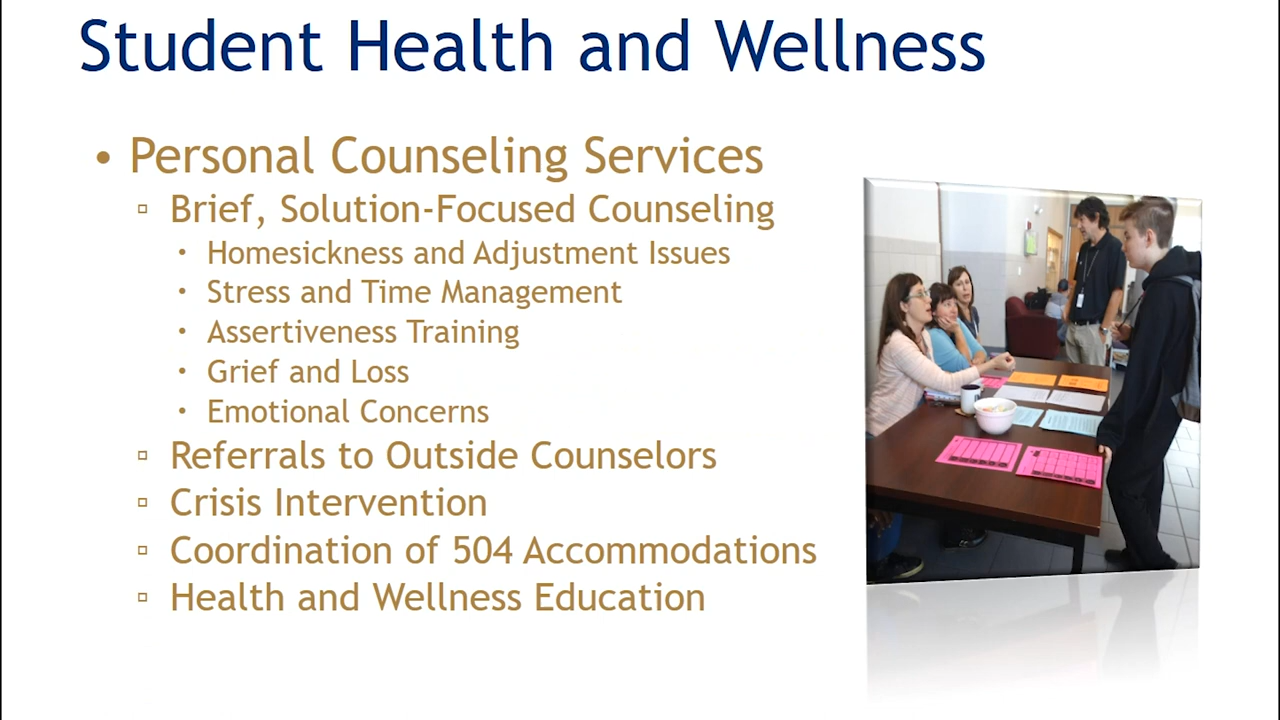 Student Health and Wellness
• Personal Counseling Services
▫ Brief, Solution-Focused Counseling
• Homesickness and Adjustment Issues
• Stress and Time Management
• Assertiveness Training
• Grief and Loss
• Emotional Concerns
▫ Referrals to Outside Counselors
▫ Crisis Intervention
▫ Coordination of 504 Accommodations
▫ Health and Wellness Education